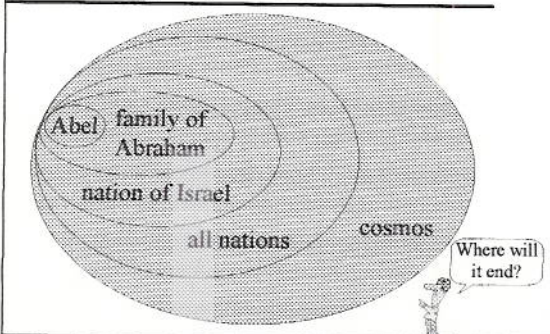 Abel
family of
Abraham
nation of Israel
all nations
cosmos
Where will
it end?